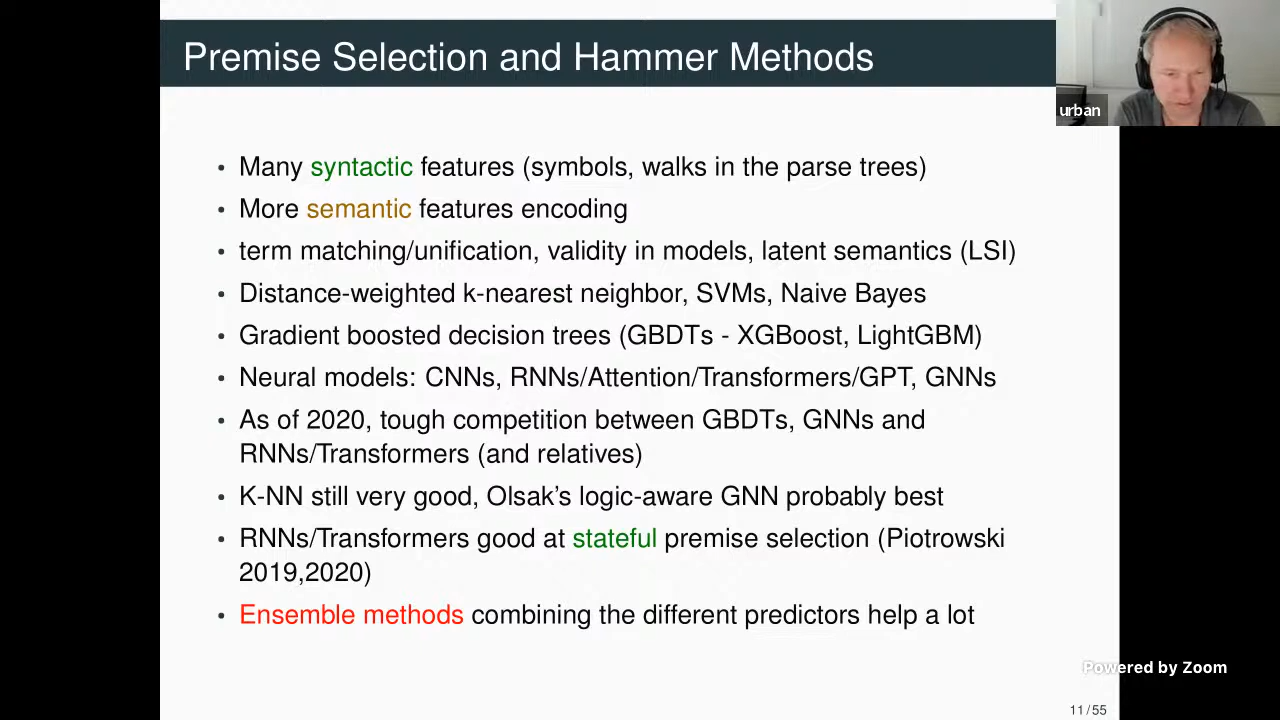 Premise Selection and Hammer Methods
urban
• Many syntactic features (symbols, walks in the parse trees)
• More semantic features encoding
• term matching/unification, validity in models, latent semantics (LSI)
• Distance-weighted k-nearest neighbor, SVMs, Naive Bayes
• Gradient boosted decision trees (GBDTs - XGBoost, LightGBM)
• Neural models: CNNs, RNNs/Attention/Transformers/GPT, GNNs
• As of 2020, tough competition between GBDTs, GNNs and
RNNs/Transformers (and relatives)
• K-NN still very good, Olsak's logic-aware GNN probably best
• RNNs/Transformers good at stateful premise selection (Piotrowski
2019,2020)
• Ensemble methods combining the different predictors help a lot
Powered by Zoom
11/55